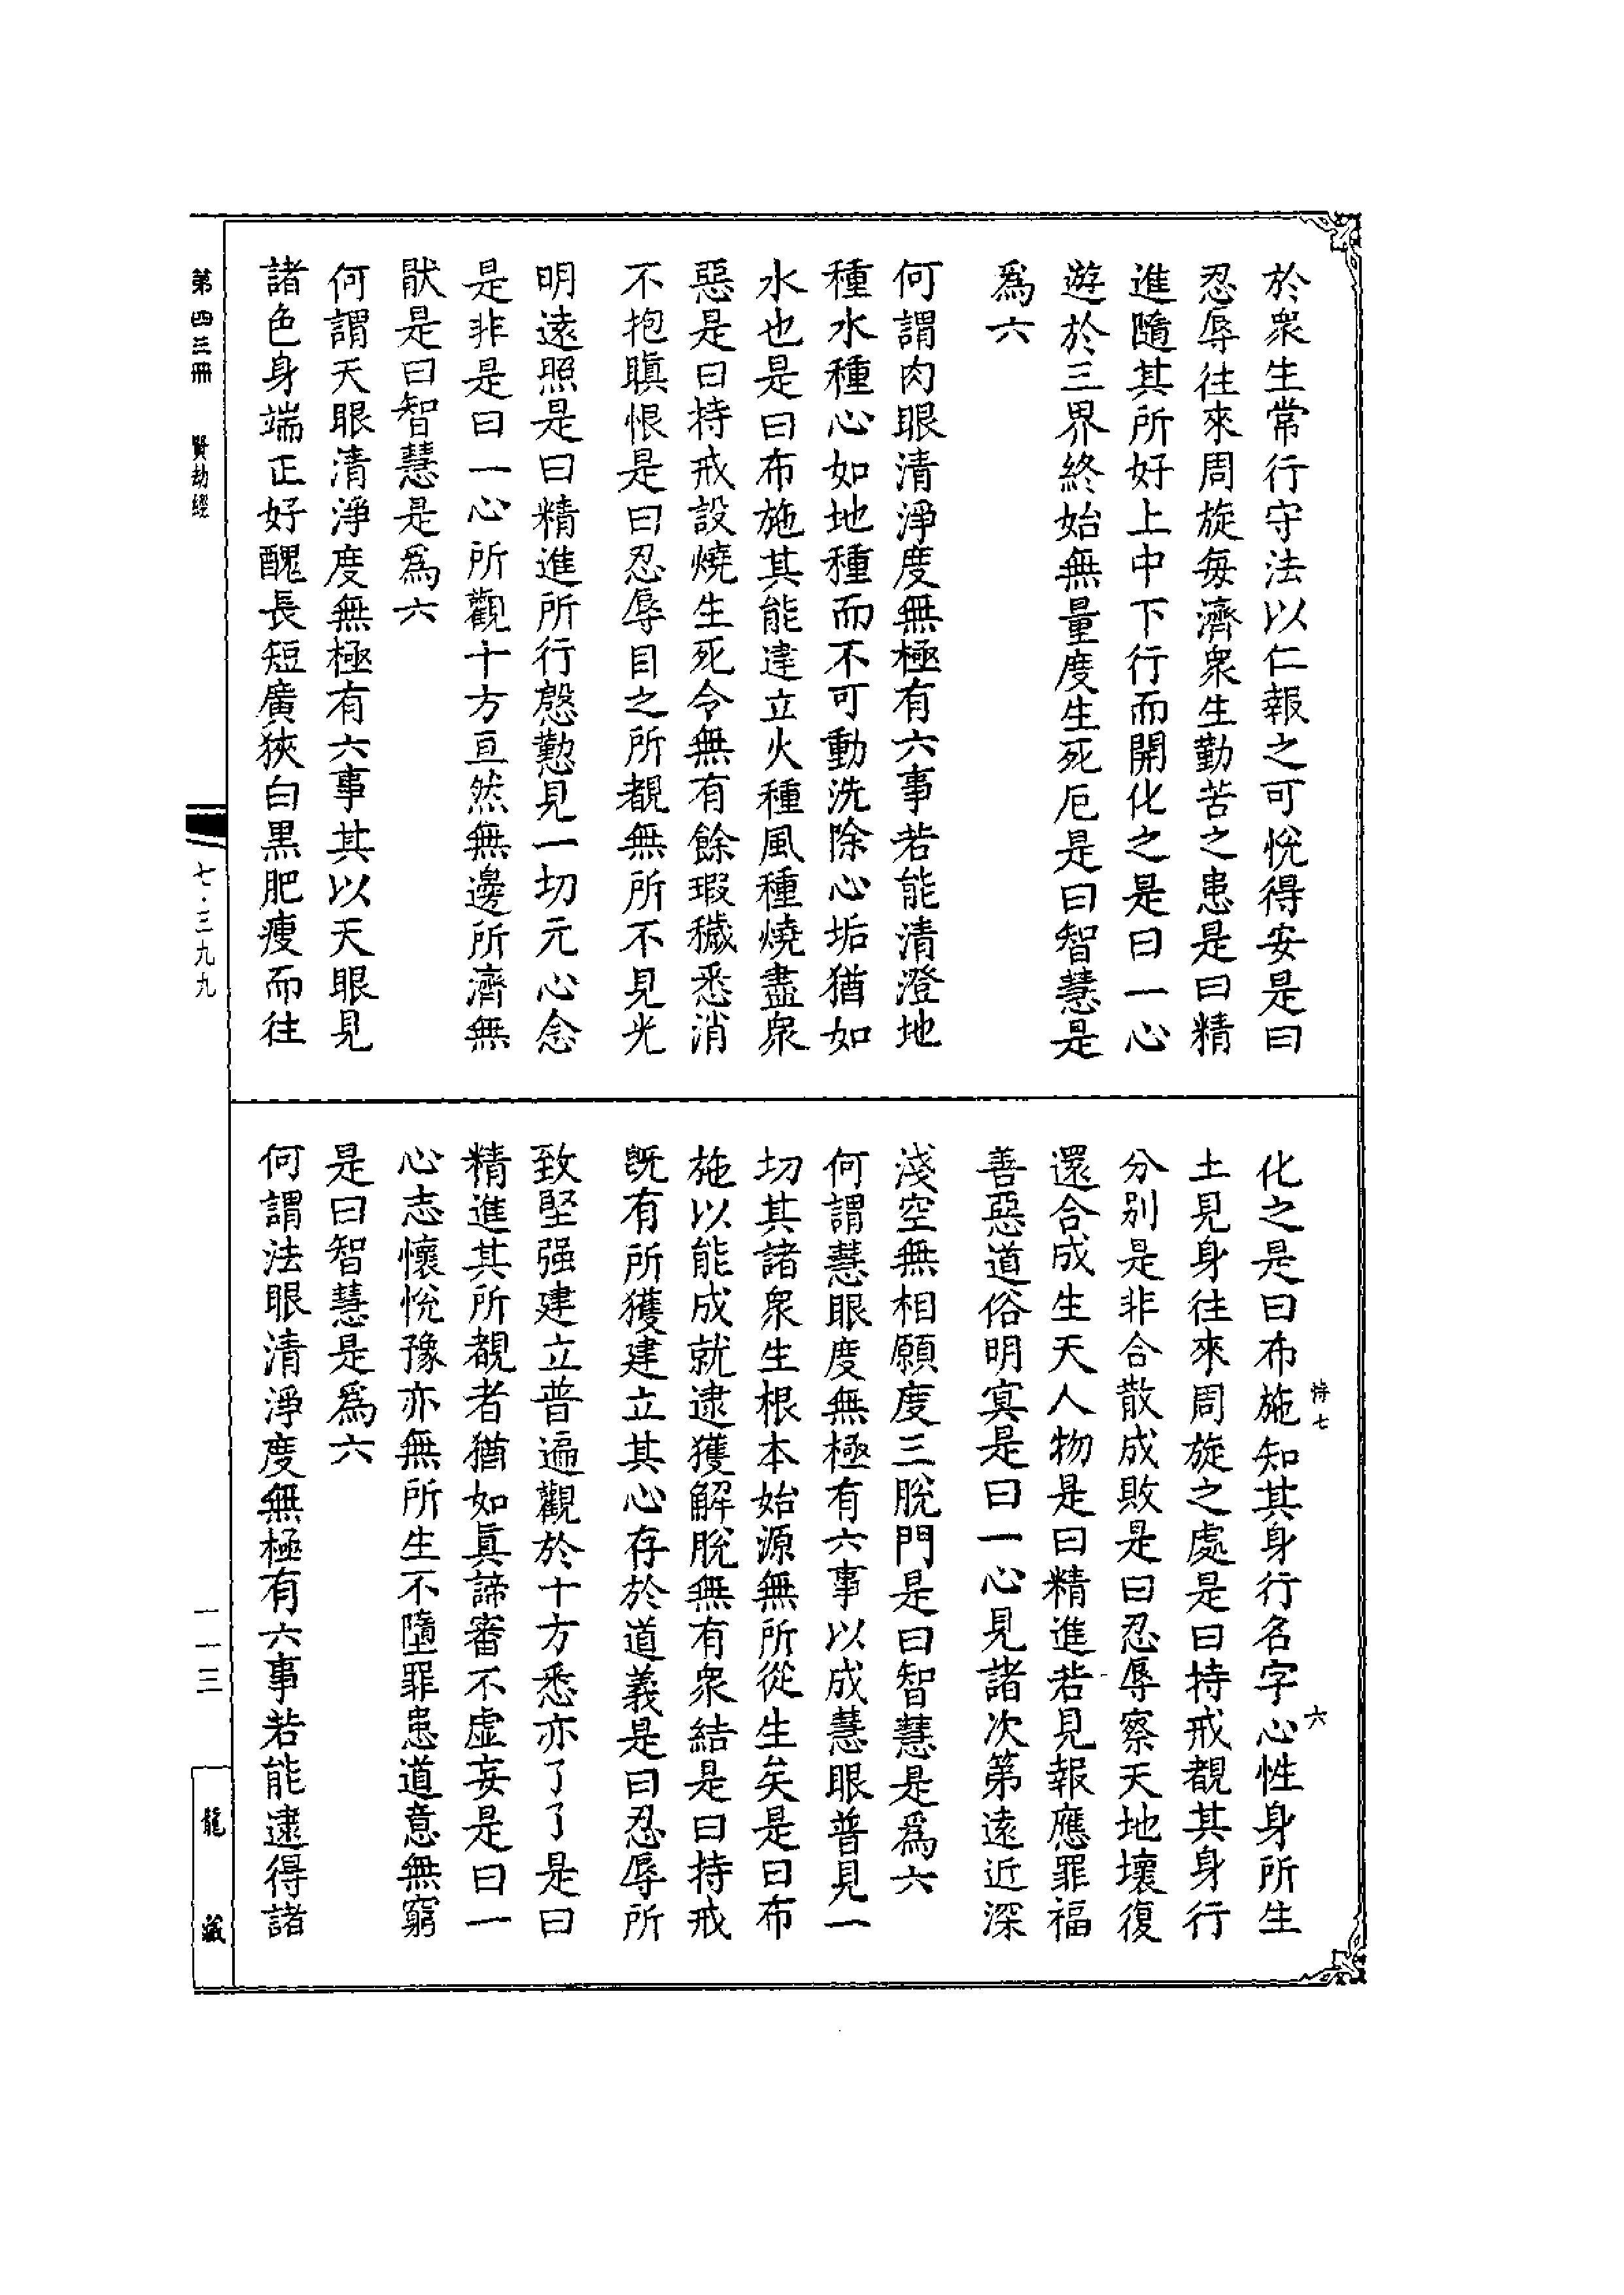 於衆生常行守法以仁報之可悅得安是曰
忍辱往來周旋每濟衆生勤苦之患是曰精
進隨其所好上中下行而開化之是曰一心
遊於三界終始無量度生死厄是曰智慧是
爲六
何謂肉眼清淨度無極有六事若能清澄地
種水種心如地種而不可動洗除心垢猶如
水也是曰布施其能達立火種風種燒盡衆
惡是曰持戒設燒生死令無有餘瑕穢悉消
不抱瞋恨是曰忍辱目之所覩無所不見光
明遠照是曰精進所行慇懃見一切元心念
是非是曰一心所觀十方亘然無邊所濟無
猒是曰智慧是爲六
何謂天眼清淨度無極有六事其以天眼見
諸色身端正好醜長短廣狹白黑肥瘦而往
化之是曰布施知其身行名字心性身所生
土見身往來周旋之處是曰持戒覩其身行
分別是非合散成敗是曰忍辱察天地壞復
還合成生天人物是曰精進若見報應罪福
善惡道俗明冥是曰一心見諸次第遠近深
淺空無相願度三脫門是曰智慧是爲六
何謂慧眼度無極有六事以成慧眼普見一
切其諸衆生根本始源無所從生矣是曰布
施以能成就逮獲解脫無有衆結是曰持戒
既有所獲建立其心存於道義是曰忍辱所
致堅强建立普遍觀於十方悉亦了了是曰
精進其所覩者猶如眞諦審不虛妄是曰一
心志懷悅豫亦無所生不墮罪患道意無窮
是曰智慧是爲六
何謂法眼清淨度無極有六事若能逮得諸
第四三冊 賢劫經
七·三九九
一一三
龍藏
六